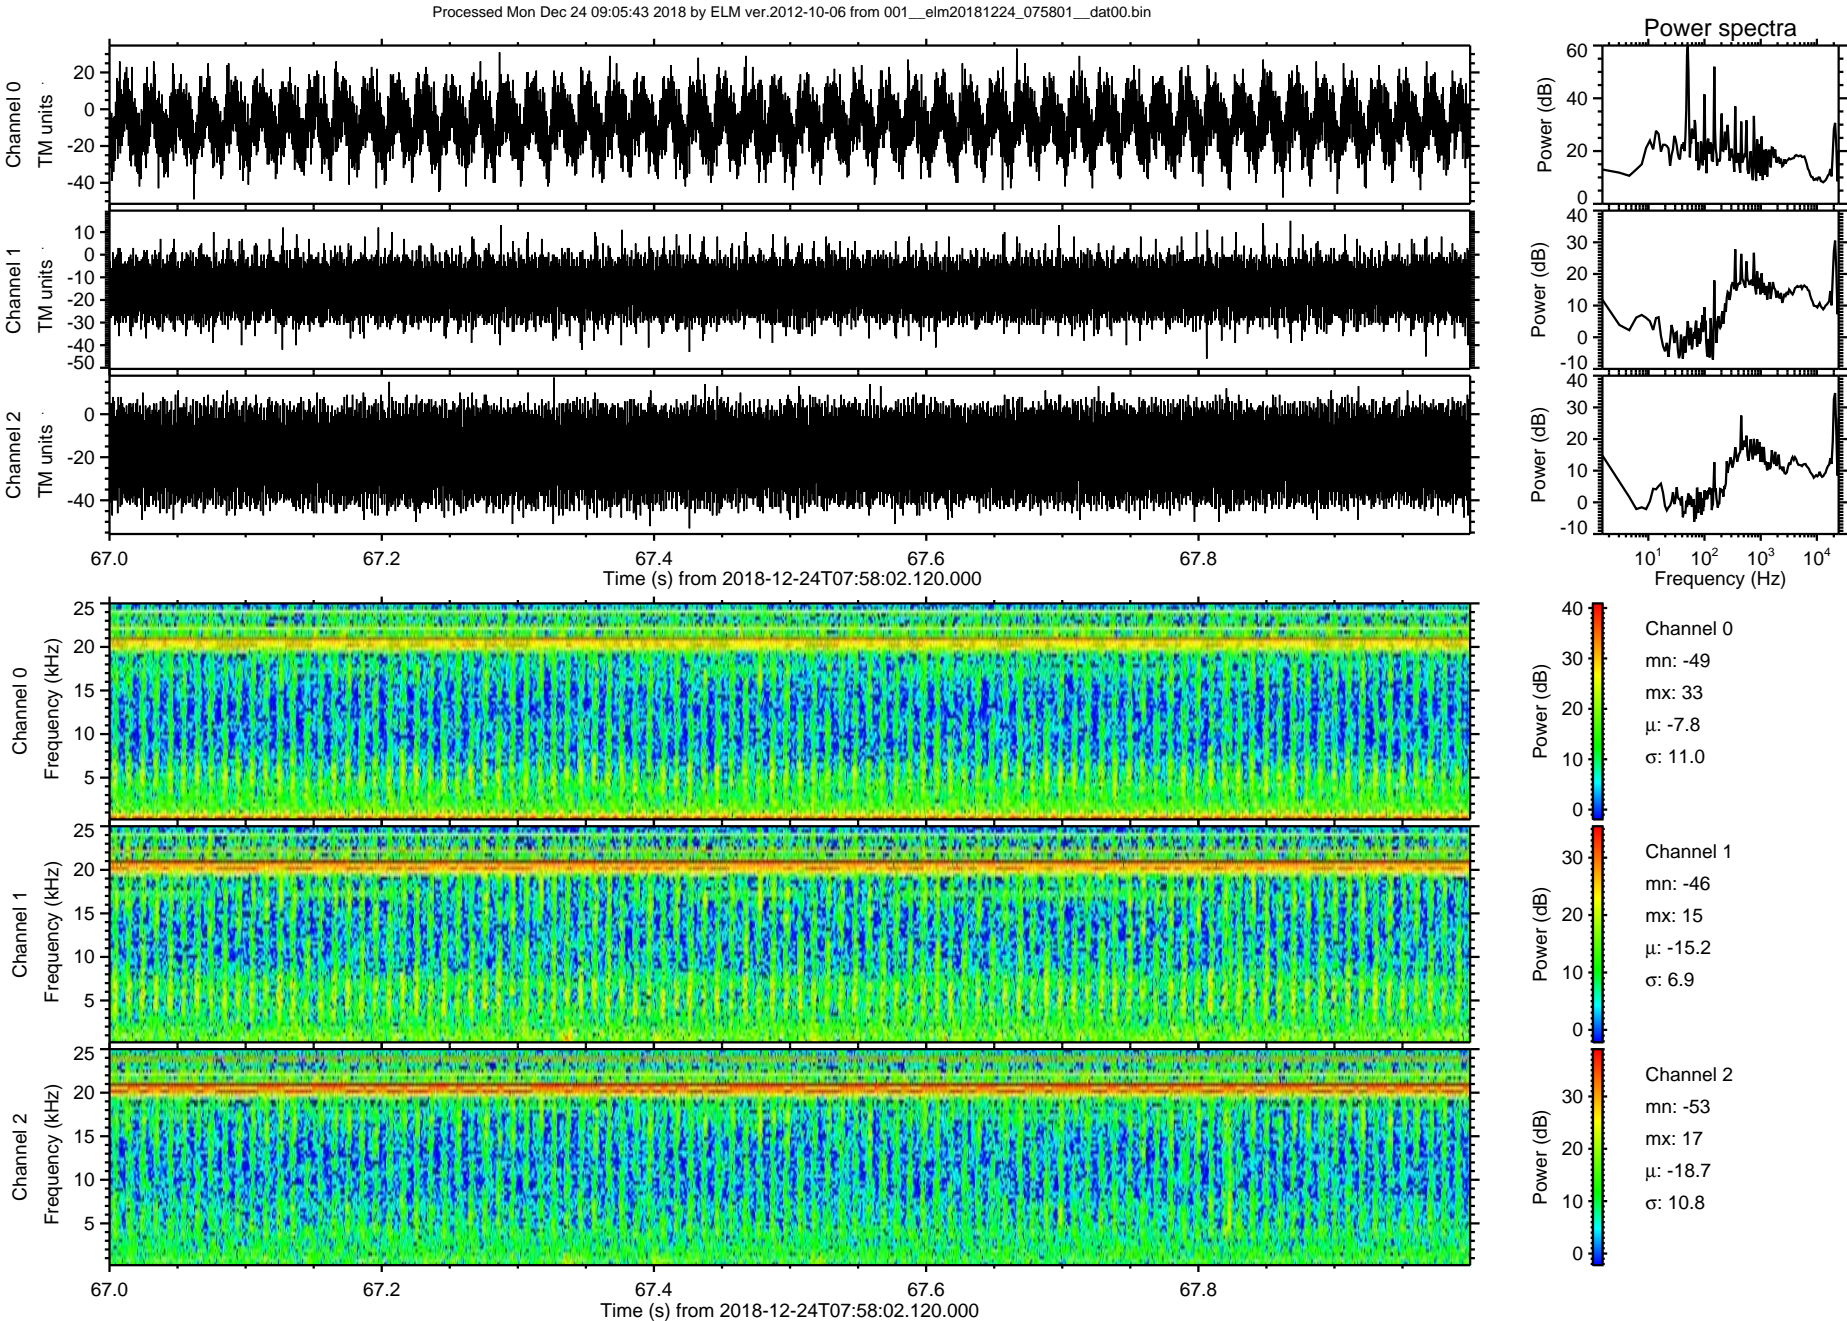 Processed Mon Dec 24 09:05:43 2018 by ELM ver.2012-10-06 from 001__elm20181224_075801__dat00.bin
Power spectra
Channel 0
TM units
20
0
-20
-40
Power (dB)
60
40
20
0
Channel 1
TM units
10
0
-10
-20
-30
-40
-50
Power (dB)
40
30
20
10
0
-10
Channel 2
TM units
0
-20
-40
Power (dB)
40
30
20
10
0
-10
67.0 67.2 67.4 67.6 67.8
Time (s) from 2018-12-24T07:58:02.120.000
10¹ 10² 10³ 10⁴
Frequency (Hz)
Channel 0
Frequency (kHz)
25
20
15
10
5
Power (dB)
40
30
20
10
0
Channel 0
mn: -49
mx: 33
μ: -7.8
σ: 11.0
Channel 1
Frequency (kHz)
25
20
15
10
5
Power (dB)
30
20
10
0
Channel 1
mn: -46
mx: 15
μ: -15.2
σ: 6.9
Channel 2
Frequency (kHz)
25
20
15
10
5
Power (dB)
30
20
10
0
Channel 2
mn: -53
mx: 17
μ: -18.7
σ: 10.8
67.0 67.2 67.4 67.6 67.8
Time (s) from 2018-12-24T07:58:02.120.000